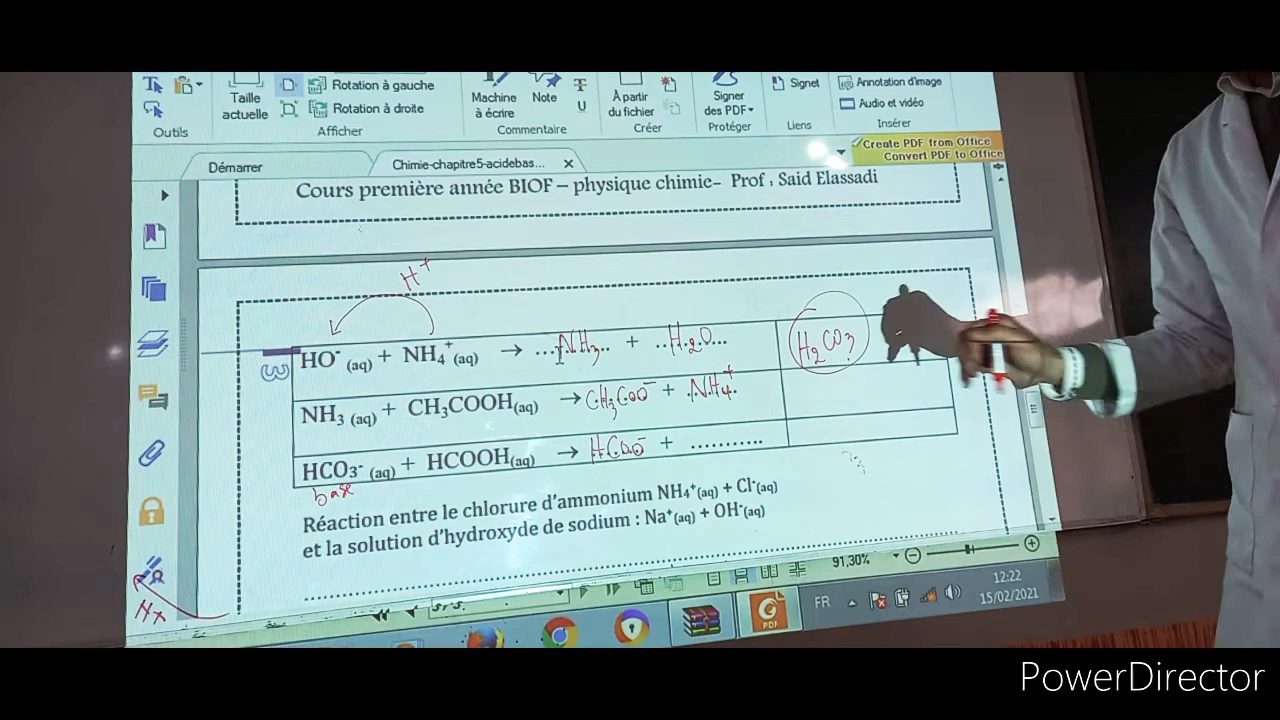 Rotation à gauche
Rotation à droite
Taille
actuelle
Outils
Afficher
Machine
à écrire
Note
Commentaire
À partir
du fichier
Créer
Signer
des PDF
Protéger
Signet
Liens
Annotation d'image
Audio et vidéo
Insérer
Create PDF from Office
Convert PDF to Office
Démarrer
Chimie-chapitre5-acidebas... ×
Cours première année BIOF – physique chimie– Prof . Said Elassadi
H+
HO-(aq) + NH4+(aq) → ...NH3.. + ..H2O...
H2CO3
NH3 (aq) + CH3COOH(aq) → CH3COO- + .NH4+.
HCO3- (aq) + HCOOH(aq) → HCOO- + ...........
base
Réaction entre le chlorure d'ammonium NH4+(aq) + Cl-(aq)
et la solution d'hydroxyde de sodium : Na+(aq) + OH-(aq)
H+
91,30%
FR
12:22
15/02/2021
PDF
PowerDirector